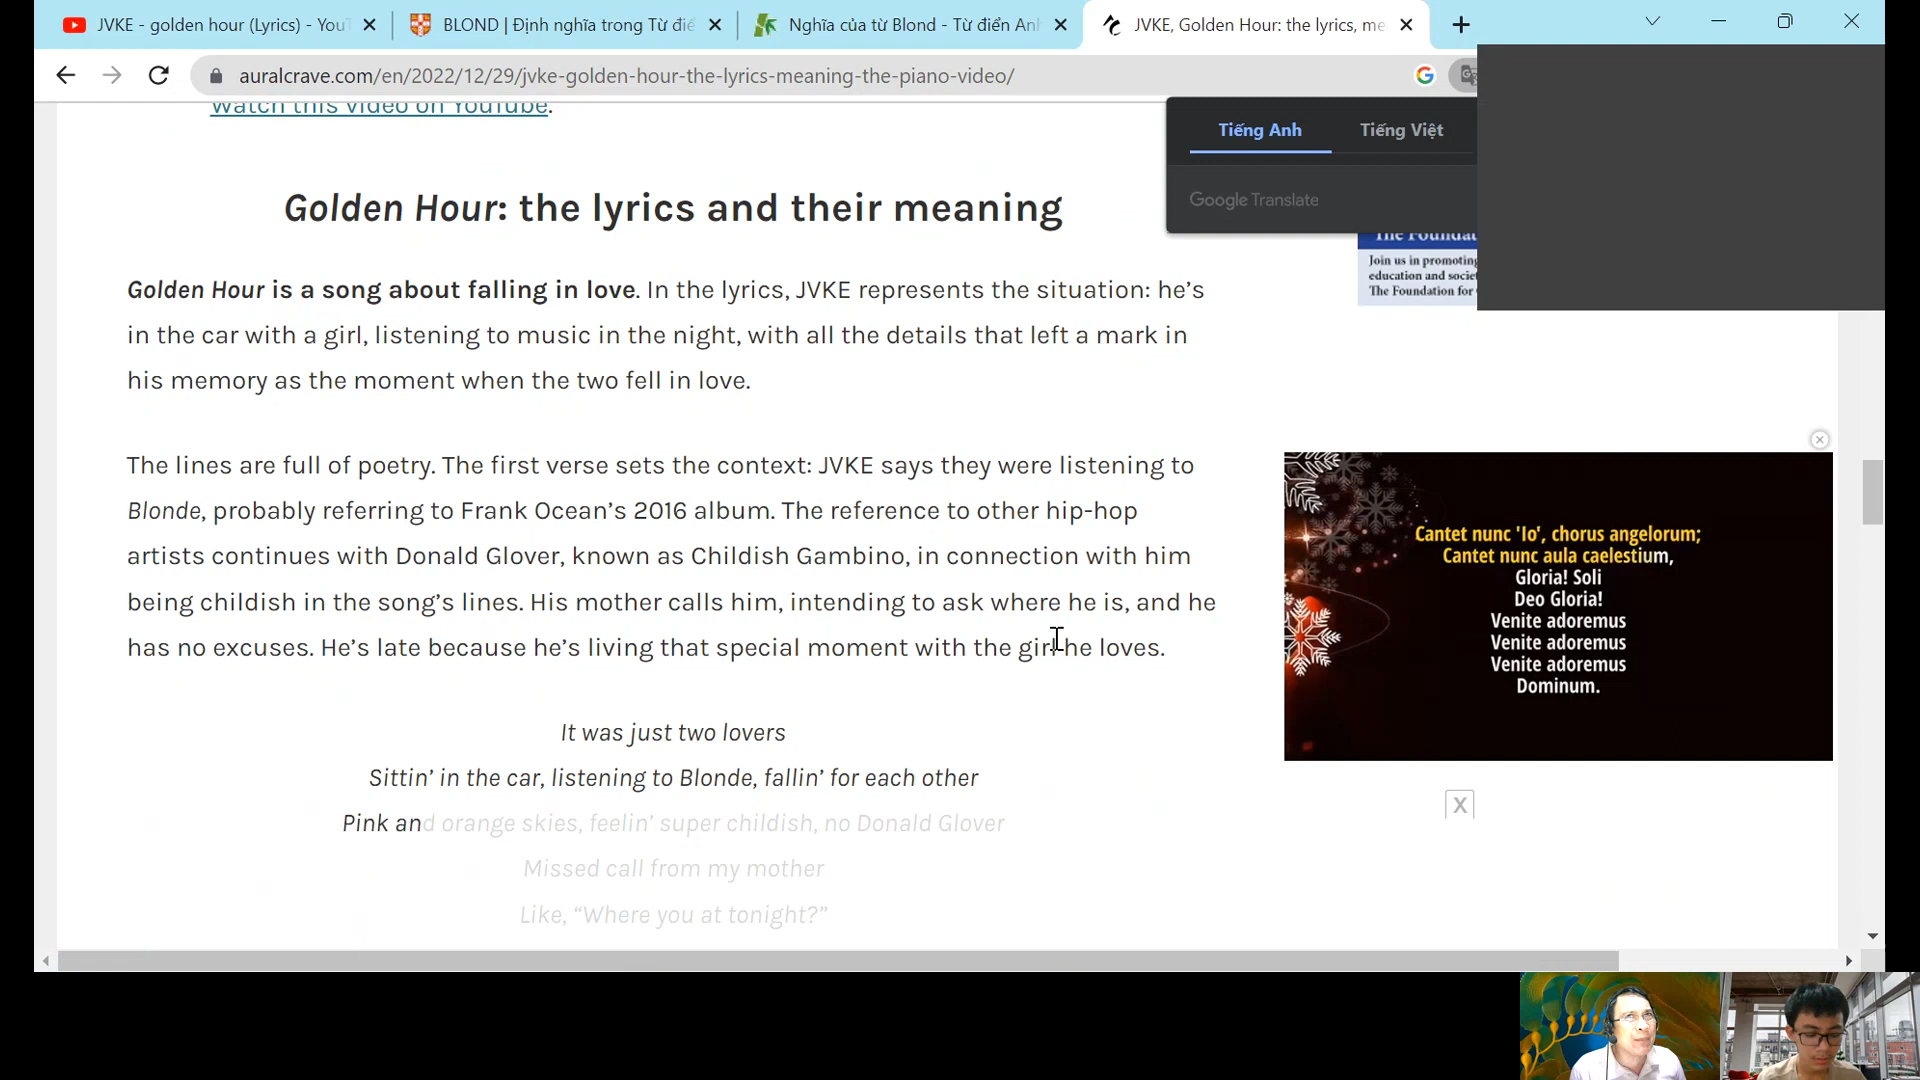 JVKE - golden hour (Lyrics) - YouT
BLOND | Định nghĩa trong Từ điể
Nghĩa của từ Blond - Từ điển Anh
JVKE, Golden Hour: the lyrics, me
auralcrave.com/en/2022/12/29/jvke-golden-hour-the-lyrics-meaning-the-piano-video/
Watch this video on YouTube.
Tiếng Anh
Tiếng Việt
Google Translate
The Foundat
Join us in promoting
education and socie
The Foundation for
Golden Hour: the lyrics and their meaning
Golden Hour is a song about falling in love. In the lyrics, JVKE represents the situation: he’s
in the car with a girl, listening to music in the night, with all the details that left a mark in
his memory as the moment when the two fell in love.
The lines are full of poetry. The first verse sets the context: JVKE says they were listening to
Blonde, probably referring to Frank Ocean’s 2016 album. The reference to other hip-hop
artists continues with Donald Glover, known as Childish Gambino, in connection with him
being childish in the song’s lines. His mother calls him, intending to ask where he is, and he
has no excuses. He’s late because he’s living that special moment with the girl he loves.
It was just two lovers
Sittin’ in the car, listening to Blonde, fallin’ for each other
Pink and orange skies, feelin’ super childish, no Donald Glover
Missed call from my mother
Like, “Where you at tonight?”
Cantet nunc 'Io', chorus angelorum;
Cantet nunc aula caelestium,
Gloria! Soli
Deo Gloria!
Venite adoremus
Venite adoremus
Venite adoremus
Dominum.
X